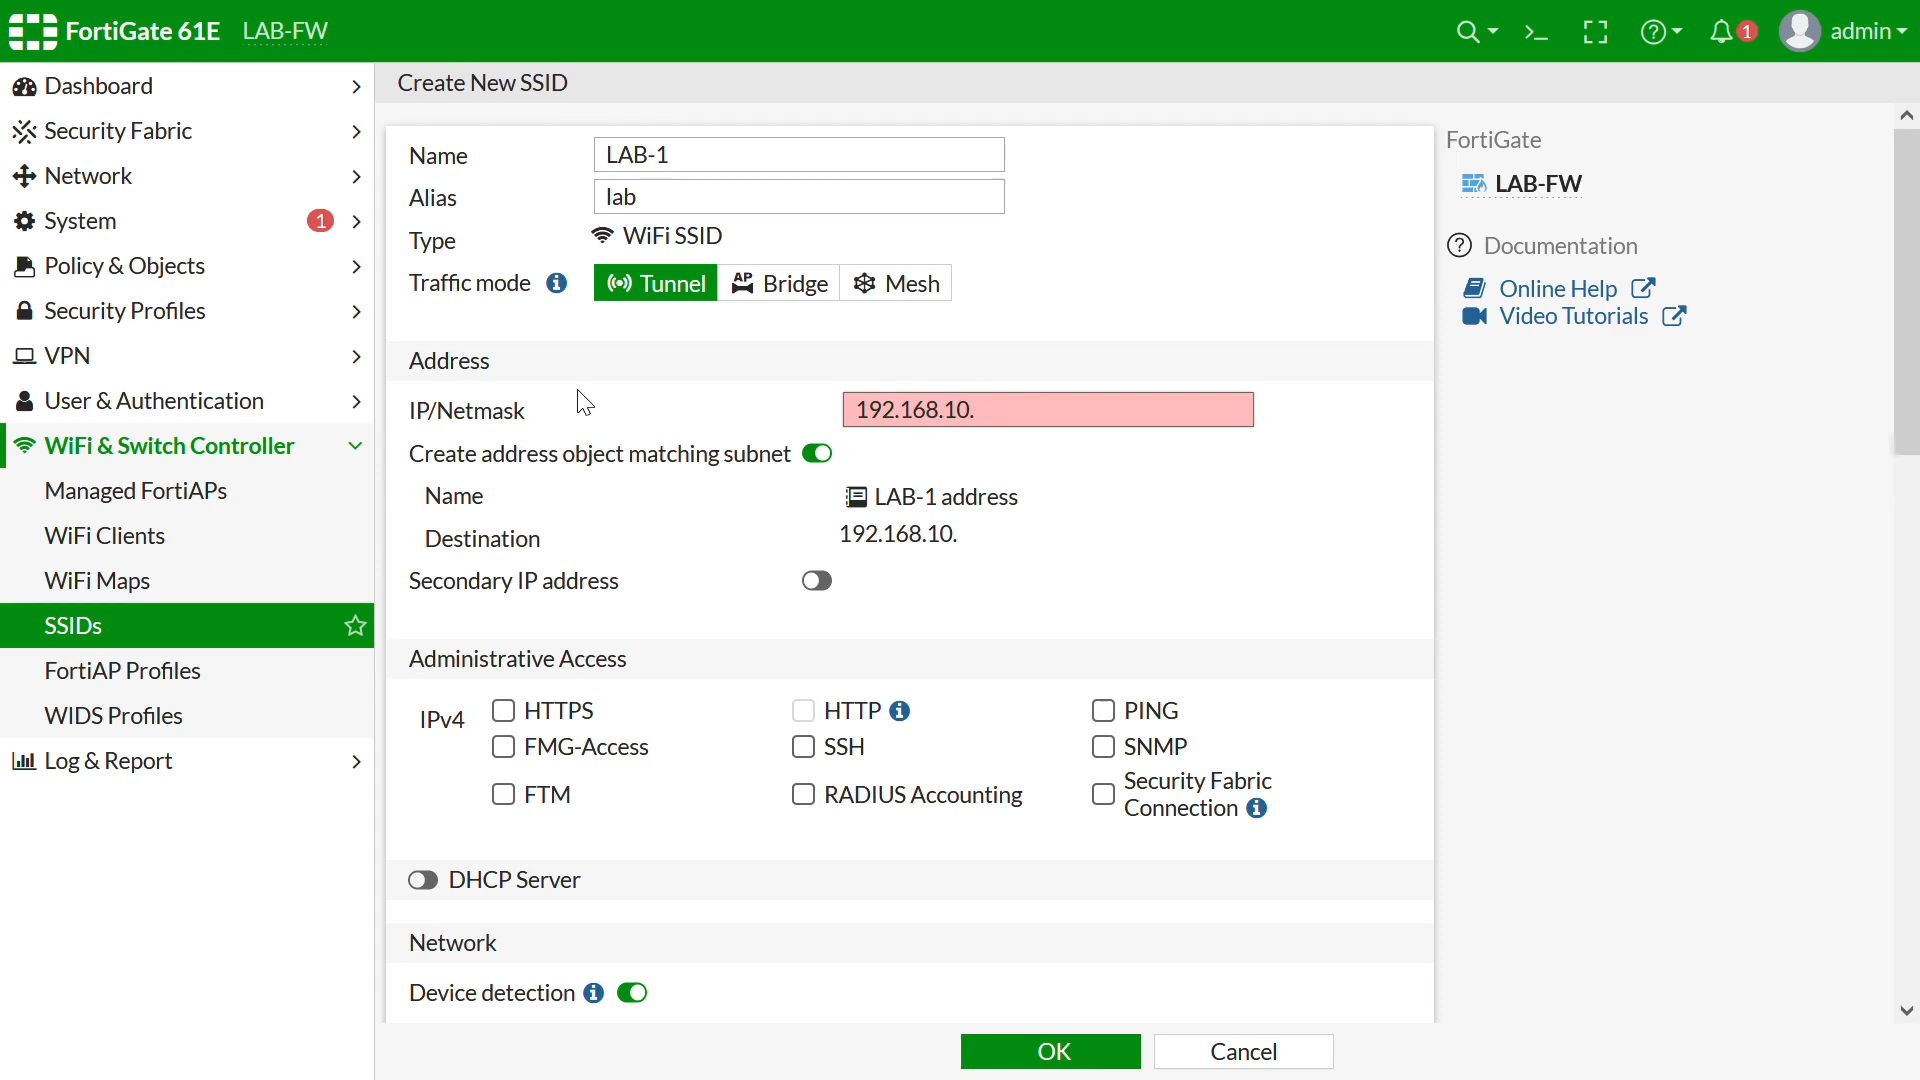 FortiGate 61E LAB-FW
1 admin
Dashboard
Security Fabric
Network
System 1
Policy & Objects
Security Profiles
VPN
User & Authentication
WiFi & Switch Controller
Managed FortiAPs
WiFi Clients
WiFi Maps
SSIDs
FortiAP Profiles
WIDS Profiles
Log & Report
Create New SSID
Name LAB-1
Alias lab
Type WiFi SSID
Traffic mode Tunnel AP Bridge Mesh
Address
IP/Netmask 192.168.10.
Create address object matching subnet
Name LAB-1 address
Destination 192.168.10.
Secondary IP address
Administrative Access
IPv4 HTTPS HTTP PING
FMG-Access SSH SNMP
FTM RADIUS Accounting Security Fabric
Connection
DHCP Server
Network
Device detection
OK Cancel
FortiGate
LAB-FW
Documentation
Online Help
Video Tutorials